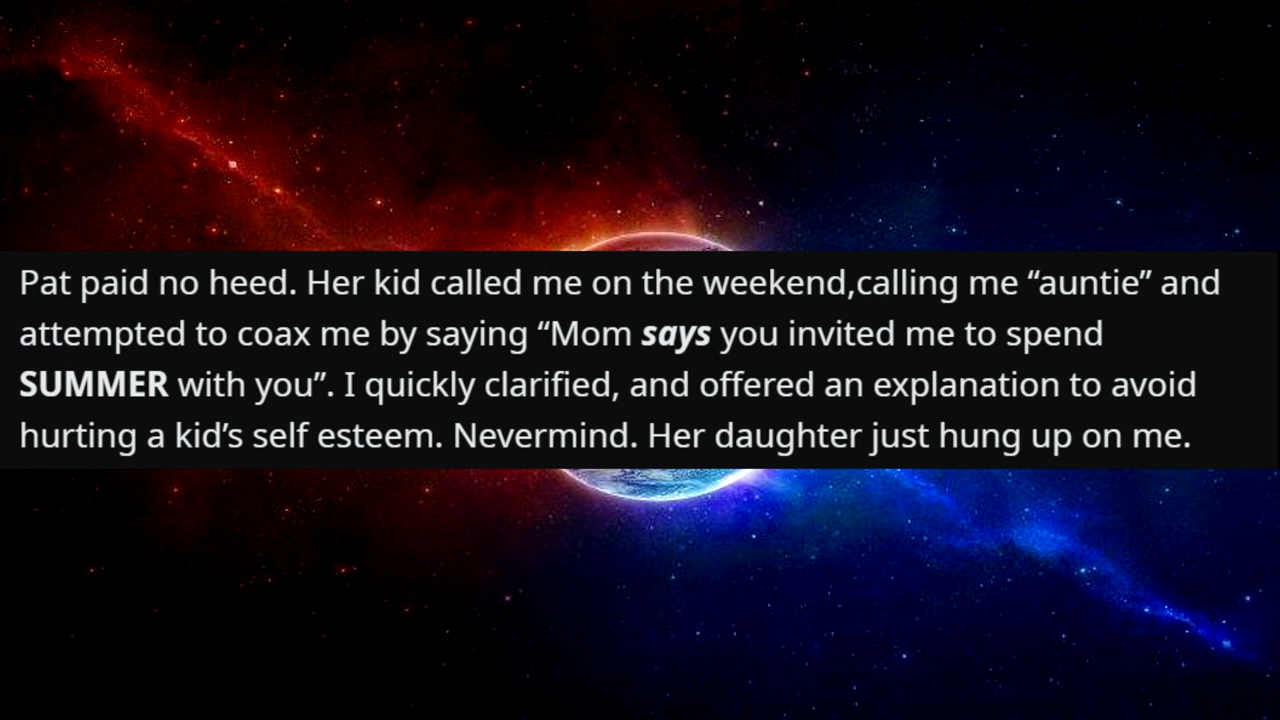 Pat paid no heed. Her kid called me on the weekend,calling me “auntie” and
attempted to coax me by saying “Mom says you invited me to spend
SUMMER with you”. I quickly clarified, and offered an explanation to avoid
hurting a kid’s self esteem. Nevermind. Her daughter just hung up on me.